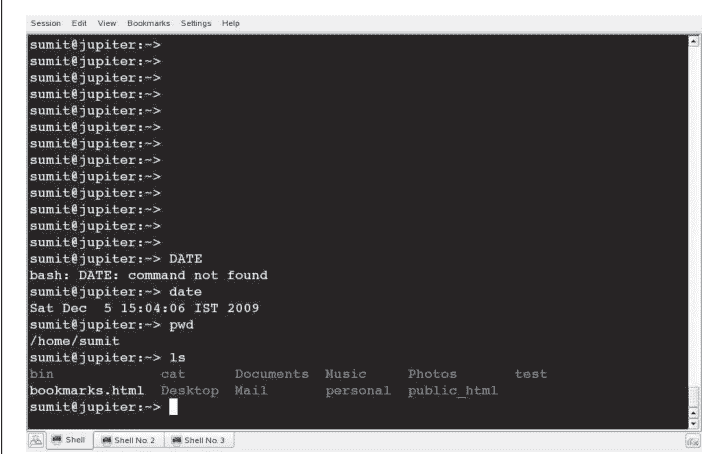 Session Edit View Bookmarks Settings Help
sumit@jupiter:~>
sumit@jupiter:~>
sumit@jupiter:~>
sumit@jupiter:~>
sumit@jupiter:~>
sumit@jupiter:~>
sumit@jupiter:~>
sumit@jupiter:~>
sumit@jupiter:~>
sumit@jupiter:~>
sumit@jupiter:~>
sumit@jupiter:~>
sumit@jupiter:~>
sumit@jupiter:~> DATE
bash: DATE: command not found
sumit@jupiter:~> date
Sat Dec  5 15:04:06 IST 2009
sumit@jupiter:~> pwd
/home/sumit
sumit@jupiter:~> ls
bin cat Documents Music Photos test
bookmarks.html Desktop Mail personal public_html
sumit@jupiter:~>
Shell Shell No. 2 Shell No. 3